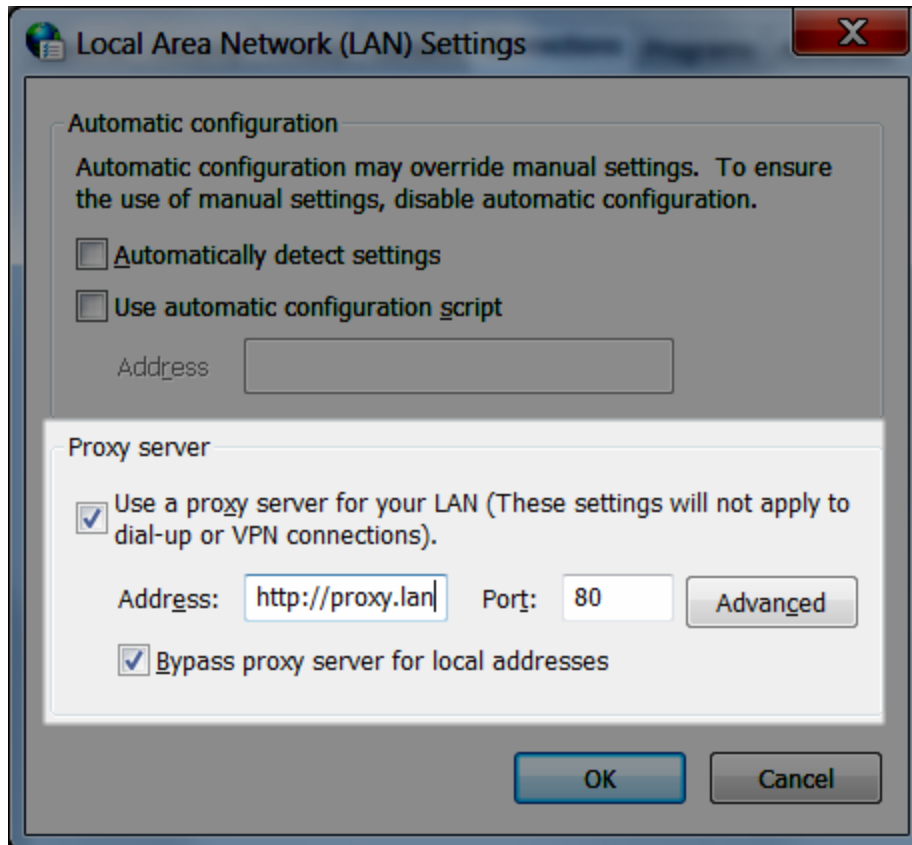 Local Area Network (LAN) Settings
X
Automatic configuration
Automatic configuration may override manual settings.  To ensure
the use of manual settings, disable automatic configuration.
Automatically detect settings
Use automatic configuration script
Address
Proxy server
Use a proxy server for your LAN (These settings will not apply to
dial-up or VPN connections).
Address: http://proxy.lan Port: 80 Advanced
Bypass proxy server for local addresses
OK Cancel